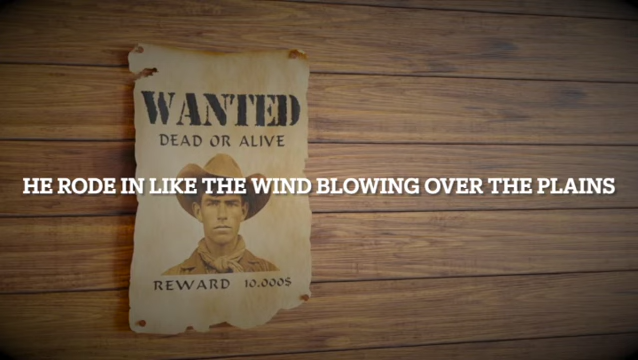 WANTED
DEAD OR ALIVE
HE RODE IN LIKE THE WIND BLOWING OVER THE PLAINS
REWARD 10.000$